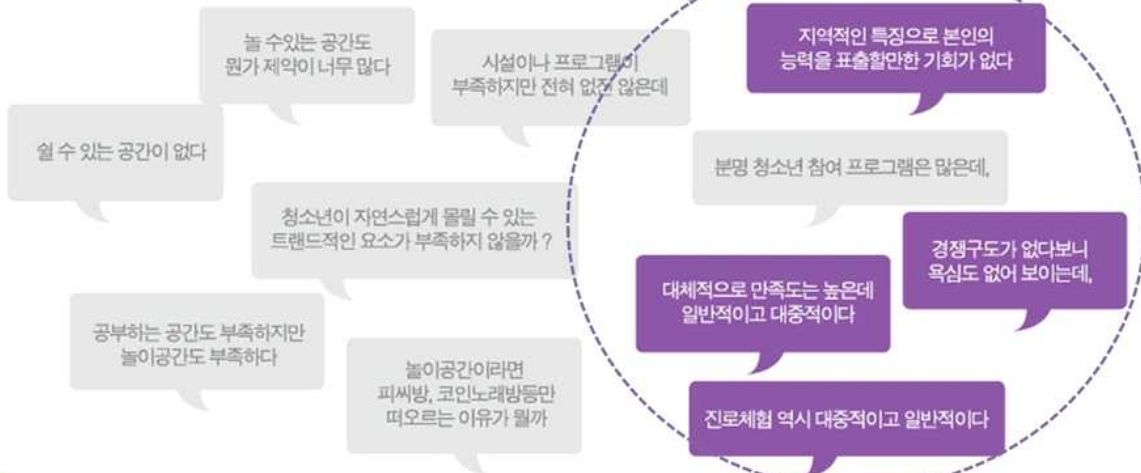 놀 수있는 공간도
뭔가 제약이 너무 많다
시설이나 프로그램이
부족하지만 전혀 없진 않은데
지역적인 특징으로 본인의
능력을 표출할만한 기회가 없다
쉴 수 있는 공간이 없다
분명 청소년 참여 프로그램은 많은데,
청소년이 자연스럽게 몰릴 수 있는
트랜드적인 요소가 부족하지 않을까 ?
경쟁구도가 없다보니
욕심도 없어 보이는데,
대체적으로 만족도는 높은데
일반적이고 대중적이다
공부하는 공간도 부족하지만
놀이공간도 부족하다
놀이공간이라면
피씨방, 코인노래방등만
떠오르는 이유가 뭘까
진로체험 역시 대중적이고 일반적이다